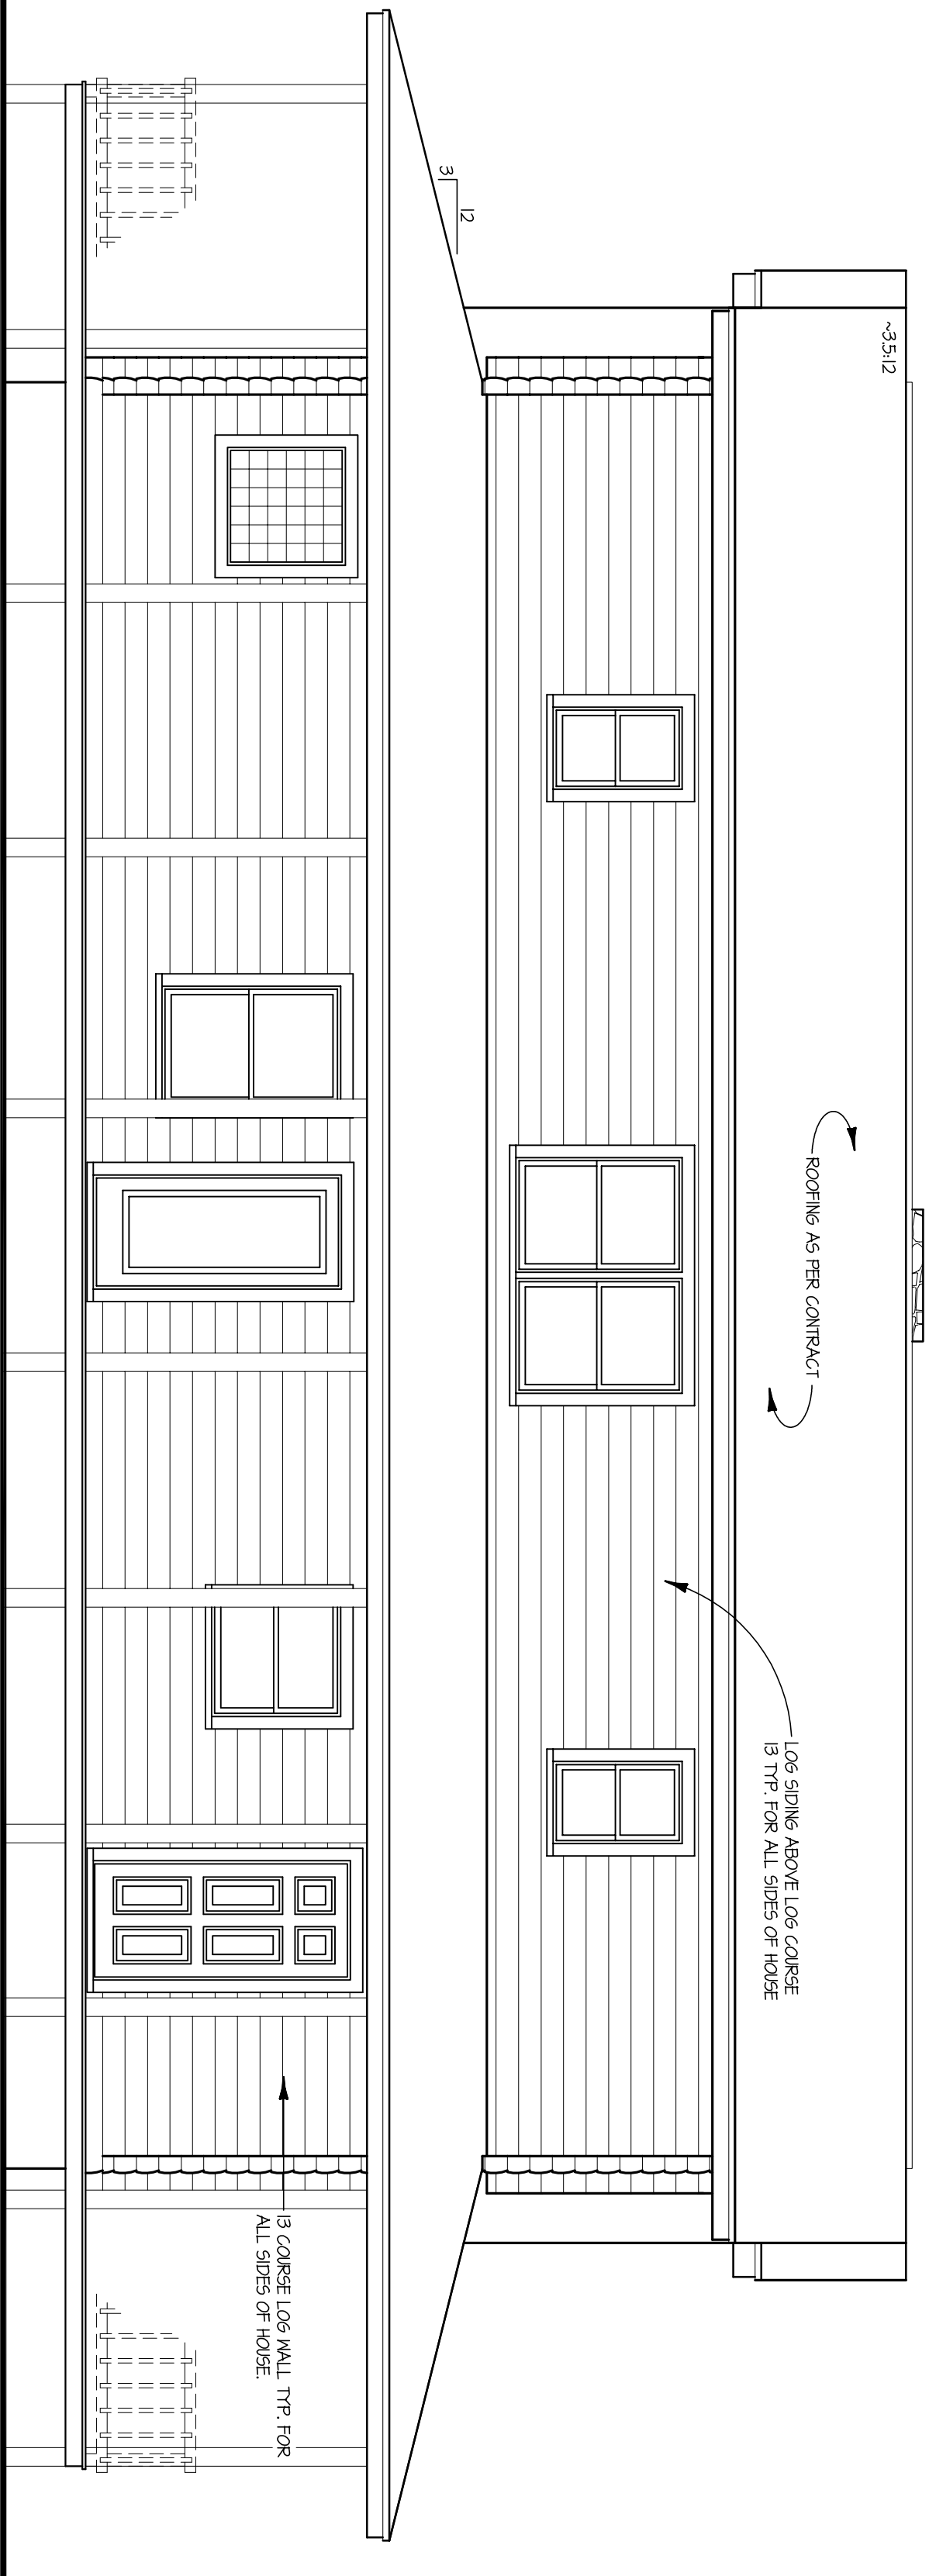 ~3.5:12
ROOFING AS PER CONTRACT
LOG SIDING ABOVE LOG COURSE
13 TYP. FOR ALL SIDES OF HOUSE
12
3
13 COURSE LOG WALL TYP. FOR
ALL SIDES OF HOUSE.